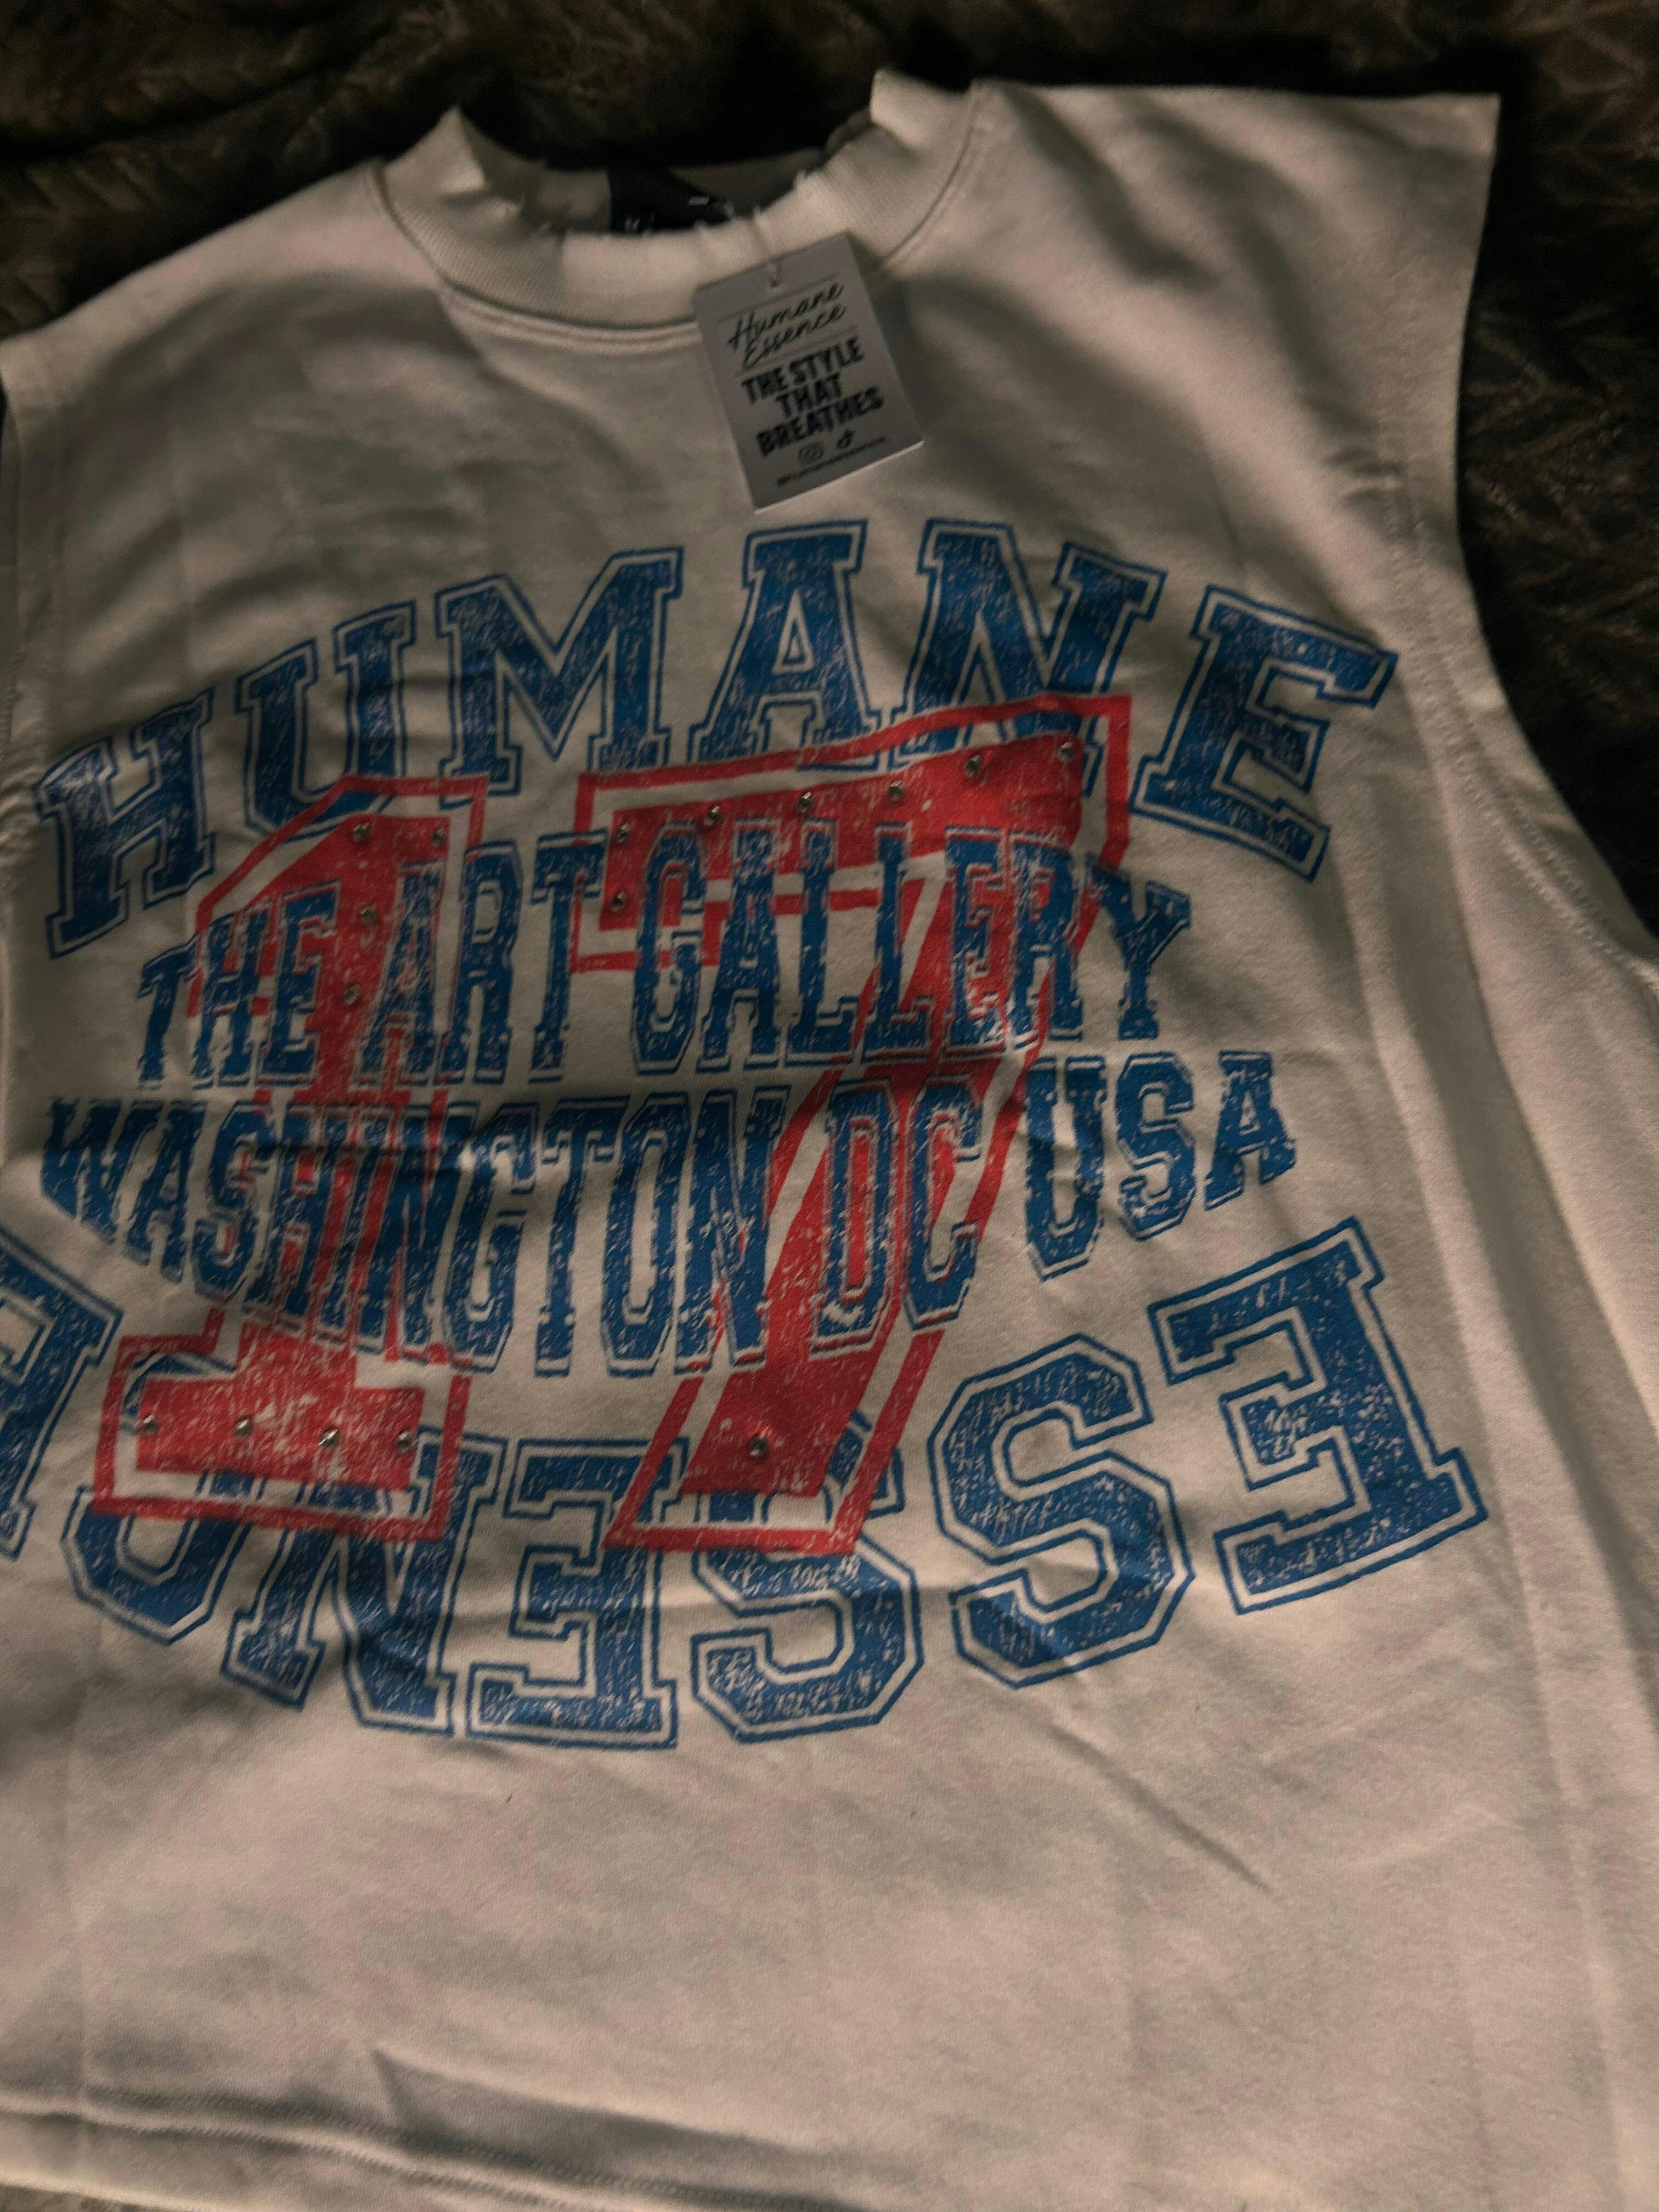 Humane
Essence
THE STYLE
THAT
BREATHES
HUMANE
17
THE ART GALLERY
WASHINGTON DC USA
ESSENCE